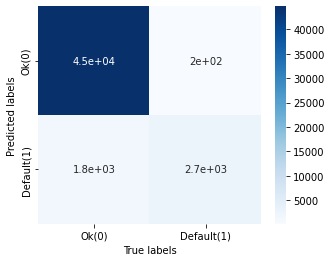 40000
35000
30000
25000
20000
15000
10000
5000
Predicted labels
Ok(0)
Default(1)
4.5e+04 2e+02
1.8e+03 2.7e+03
Ok(0) Default(1)
True labels